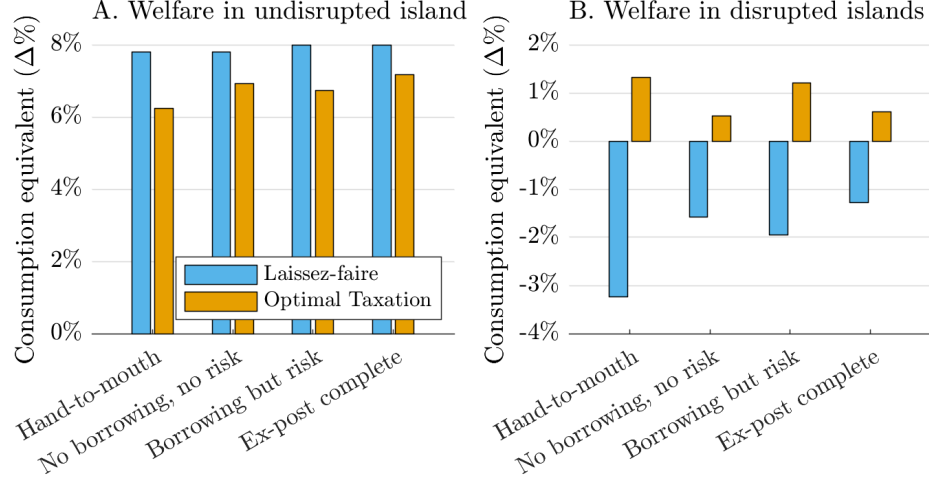 A. Welfare in undisrupted island
Consumption equivalent (Δ%)
8%
6%
4%
2%
0%
Laissez-faire
Optimal Taxation
Hand-to-mouth
No borrowing, no risk
Borrowing but risk
Ex-post complete
B. Welfare in disrupted islands
Consumption equivalent (Δ%)
2%
1%
0%
-1%
-2%
-3%
-4%
Hand-to-mouth
No borrowing, no risk
Borrowing but risk
Ex-post complete